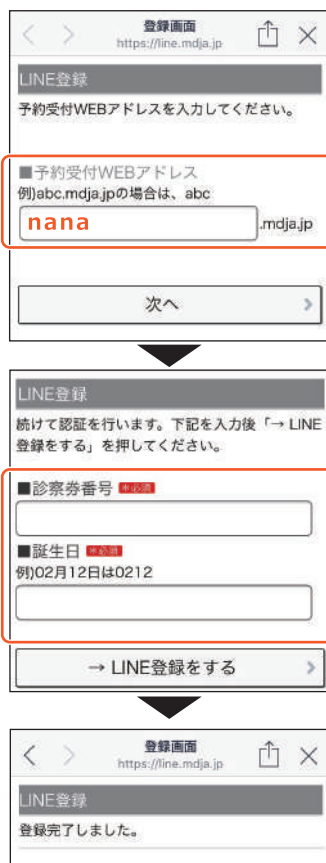 登録画面
https://line.mdja.jp
LINE登録
予約受付WEBアドレスを入力してください。
■予約受付WEBアドレス
例)abc.mdja.jpの場合は、abc
nana .mdja.jp
次へ
LINE登録
続けて認証を行います。下記を入力後「→ LINE
登録をする」を押してください。
■診察券番号 ※必須
■誕生日 ※必須
例)02月12日は0212
→ LINE登録をする
登録画面
https://line.mdja.jp
LINE登録
登録完了しました。